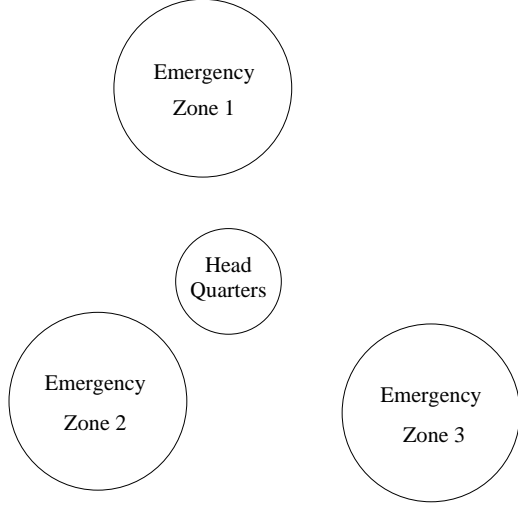 Emergency
Zone 1
Head
Quarters
Emergency
Zone 2
Emergency
Zone 3